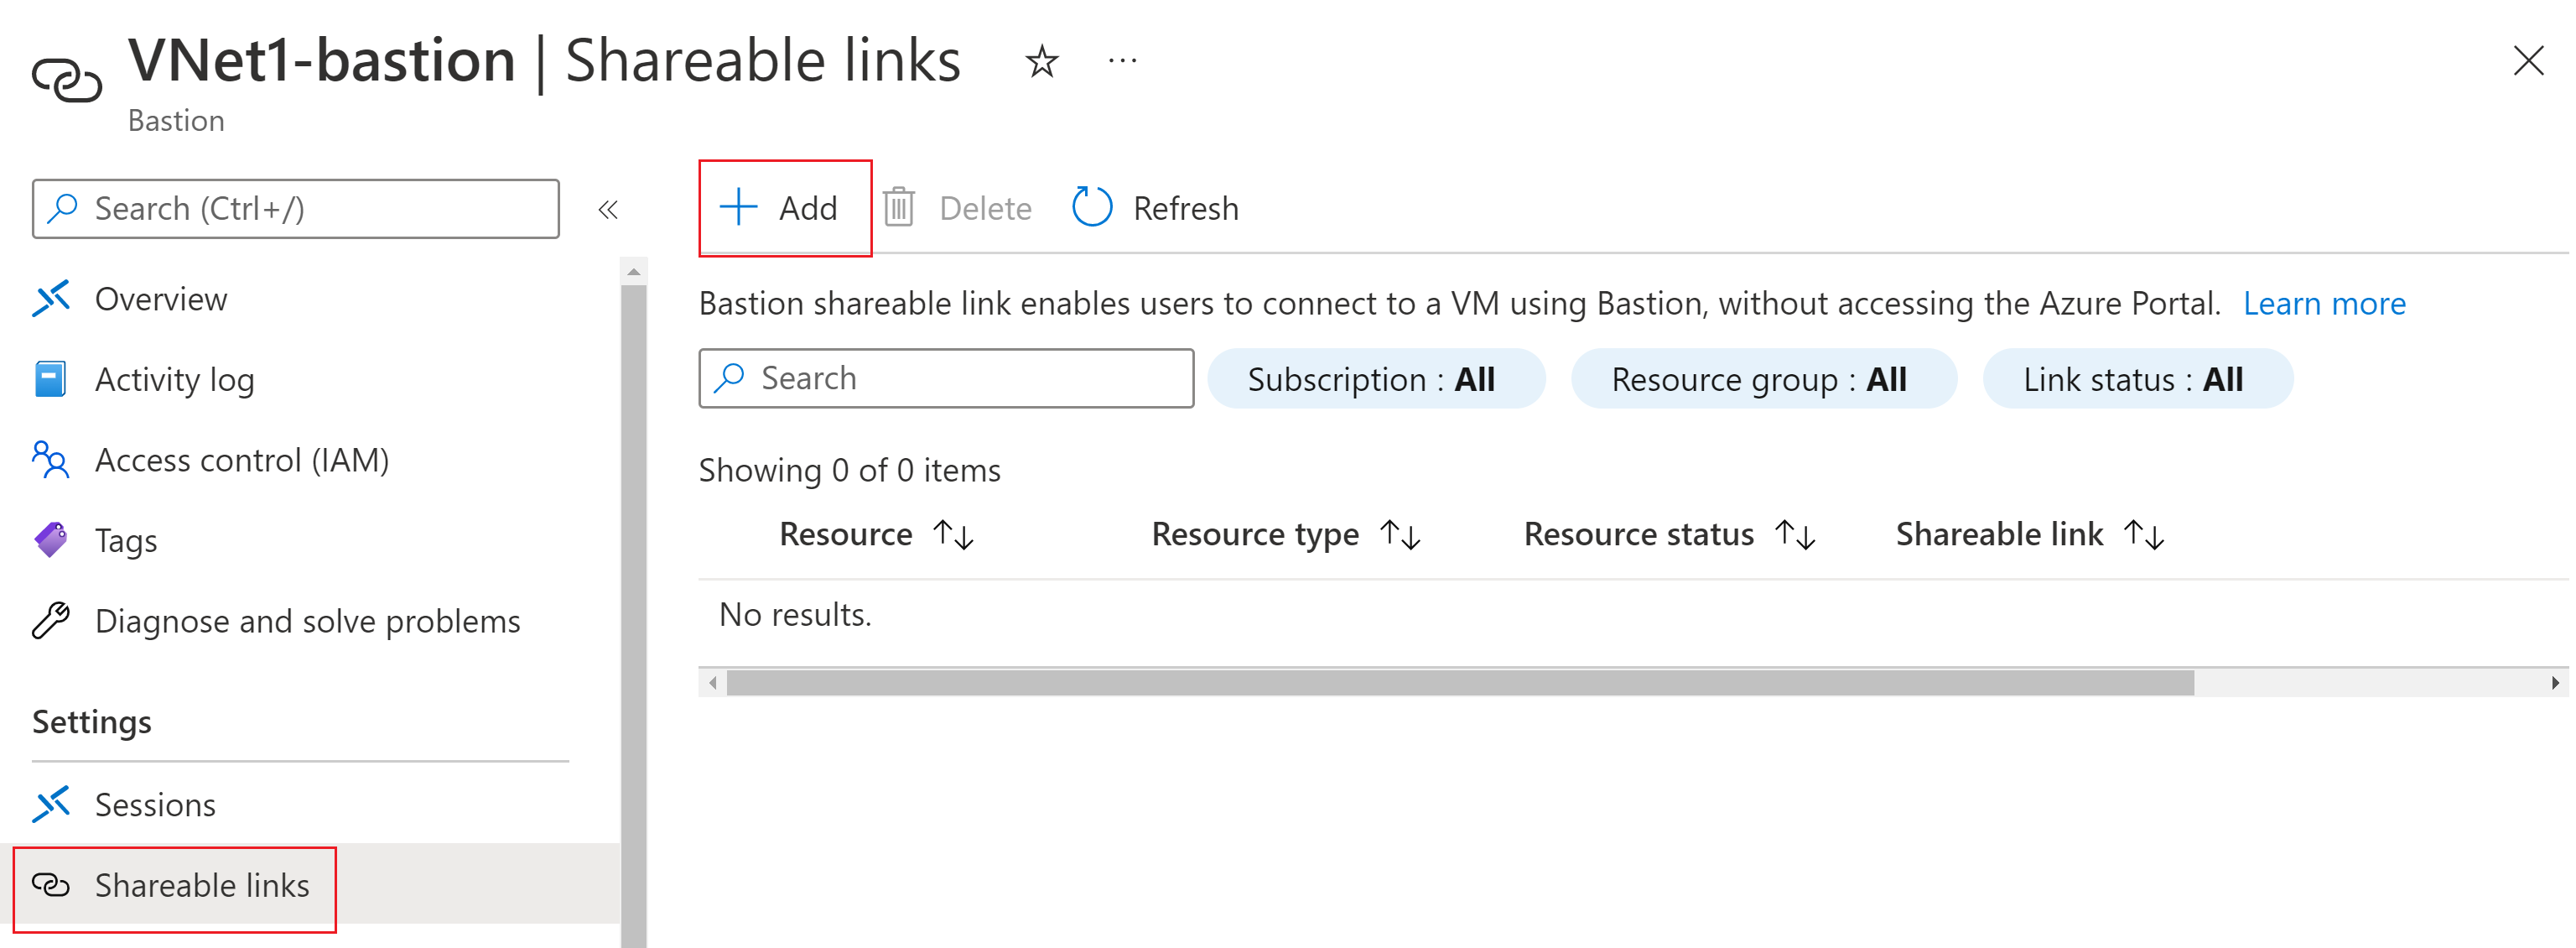 VNet1-bastion | Shareable links ☆ ···
Bastion
Search (Ctrl+/)
«
Overview
Activity log
Access control (IAM)
Tags
Diagnose and solve problems
Settings
Sessions
Shareable links
Add Delete Refresh
Bastion shareable link enables users to connect to a VM using Bastion, without accessing the Azure Portal. Learn more
Search Subscription : All Resource group : All Link status : All
Showing 0 of 0 items
Resource ↑↓ Resource type ↑↓ Resource status ↑↓ Shareable link ↑↓
No results.